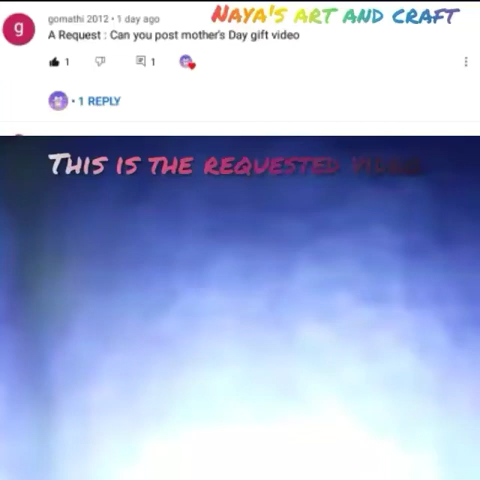 NAYA'S ART AND CRAFT
gomathi 2012 • 1 day ago
A Request : Can you post mother's Day gift video
1
1
g
• 1 REPLY
THIS IS THE REQUESTED VIDEO